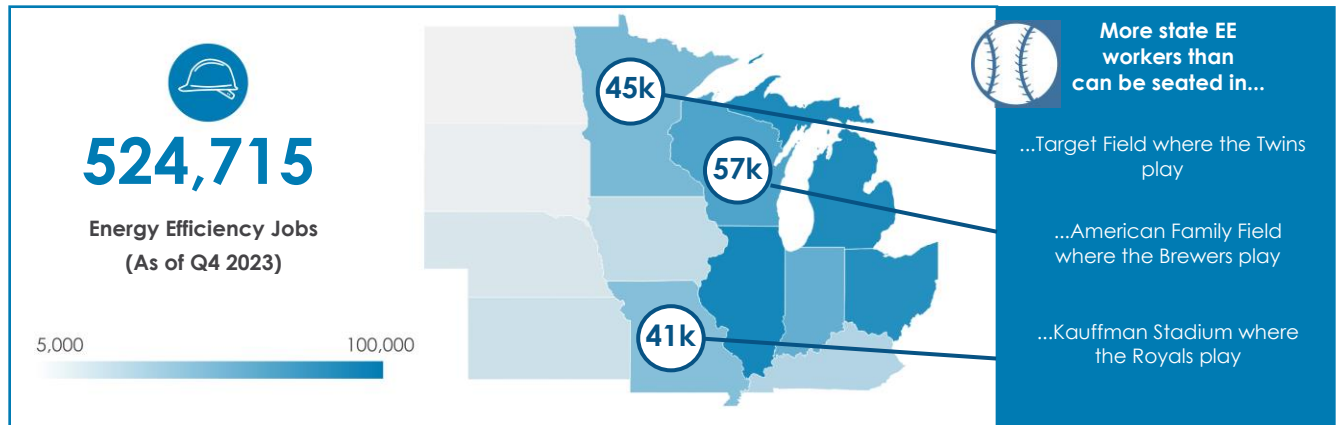 524,715
Energy Efficiency Jobs
(As of Q4 2023)
5,000
100,000
45k
57k
41k
More state EE
workers than
can be seated in...
...Target Field where the Twins
play
...American Family Field
where the Brewers play
...Kauffman Stadium where
the Royals play